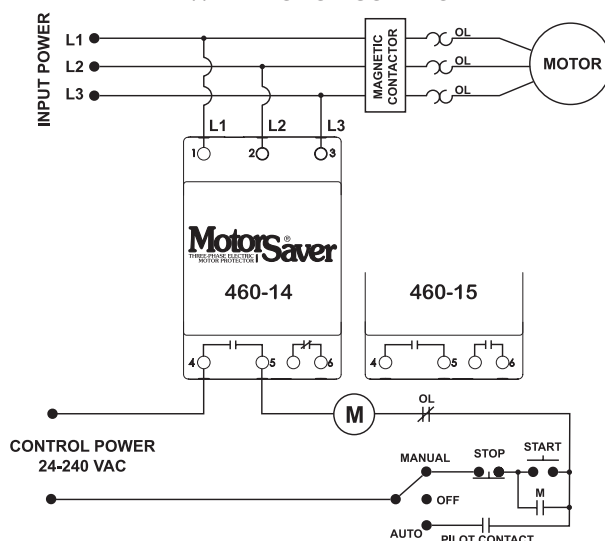 INPUT POWER
L1
L2
L3
MAGNETIC
CONTACTOR
OL
OL
OL
MOTOR
L1 L2 L3
1 2 3
MotorSaver®
THREE-PHASE ELECTRIC
MOTOR PROTECTOR
460-14
460-15
4 5 6
4 5 6
M
OL
CONTROL POWER
24-240 VAC
MANUAL
STOP
START
M
OFF
AUTO
PILOT CONTACT